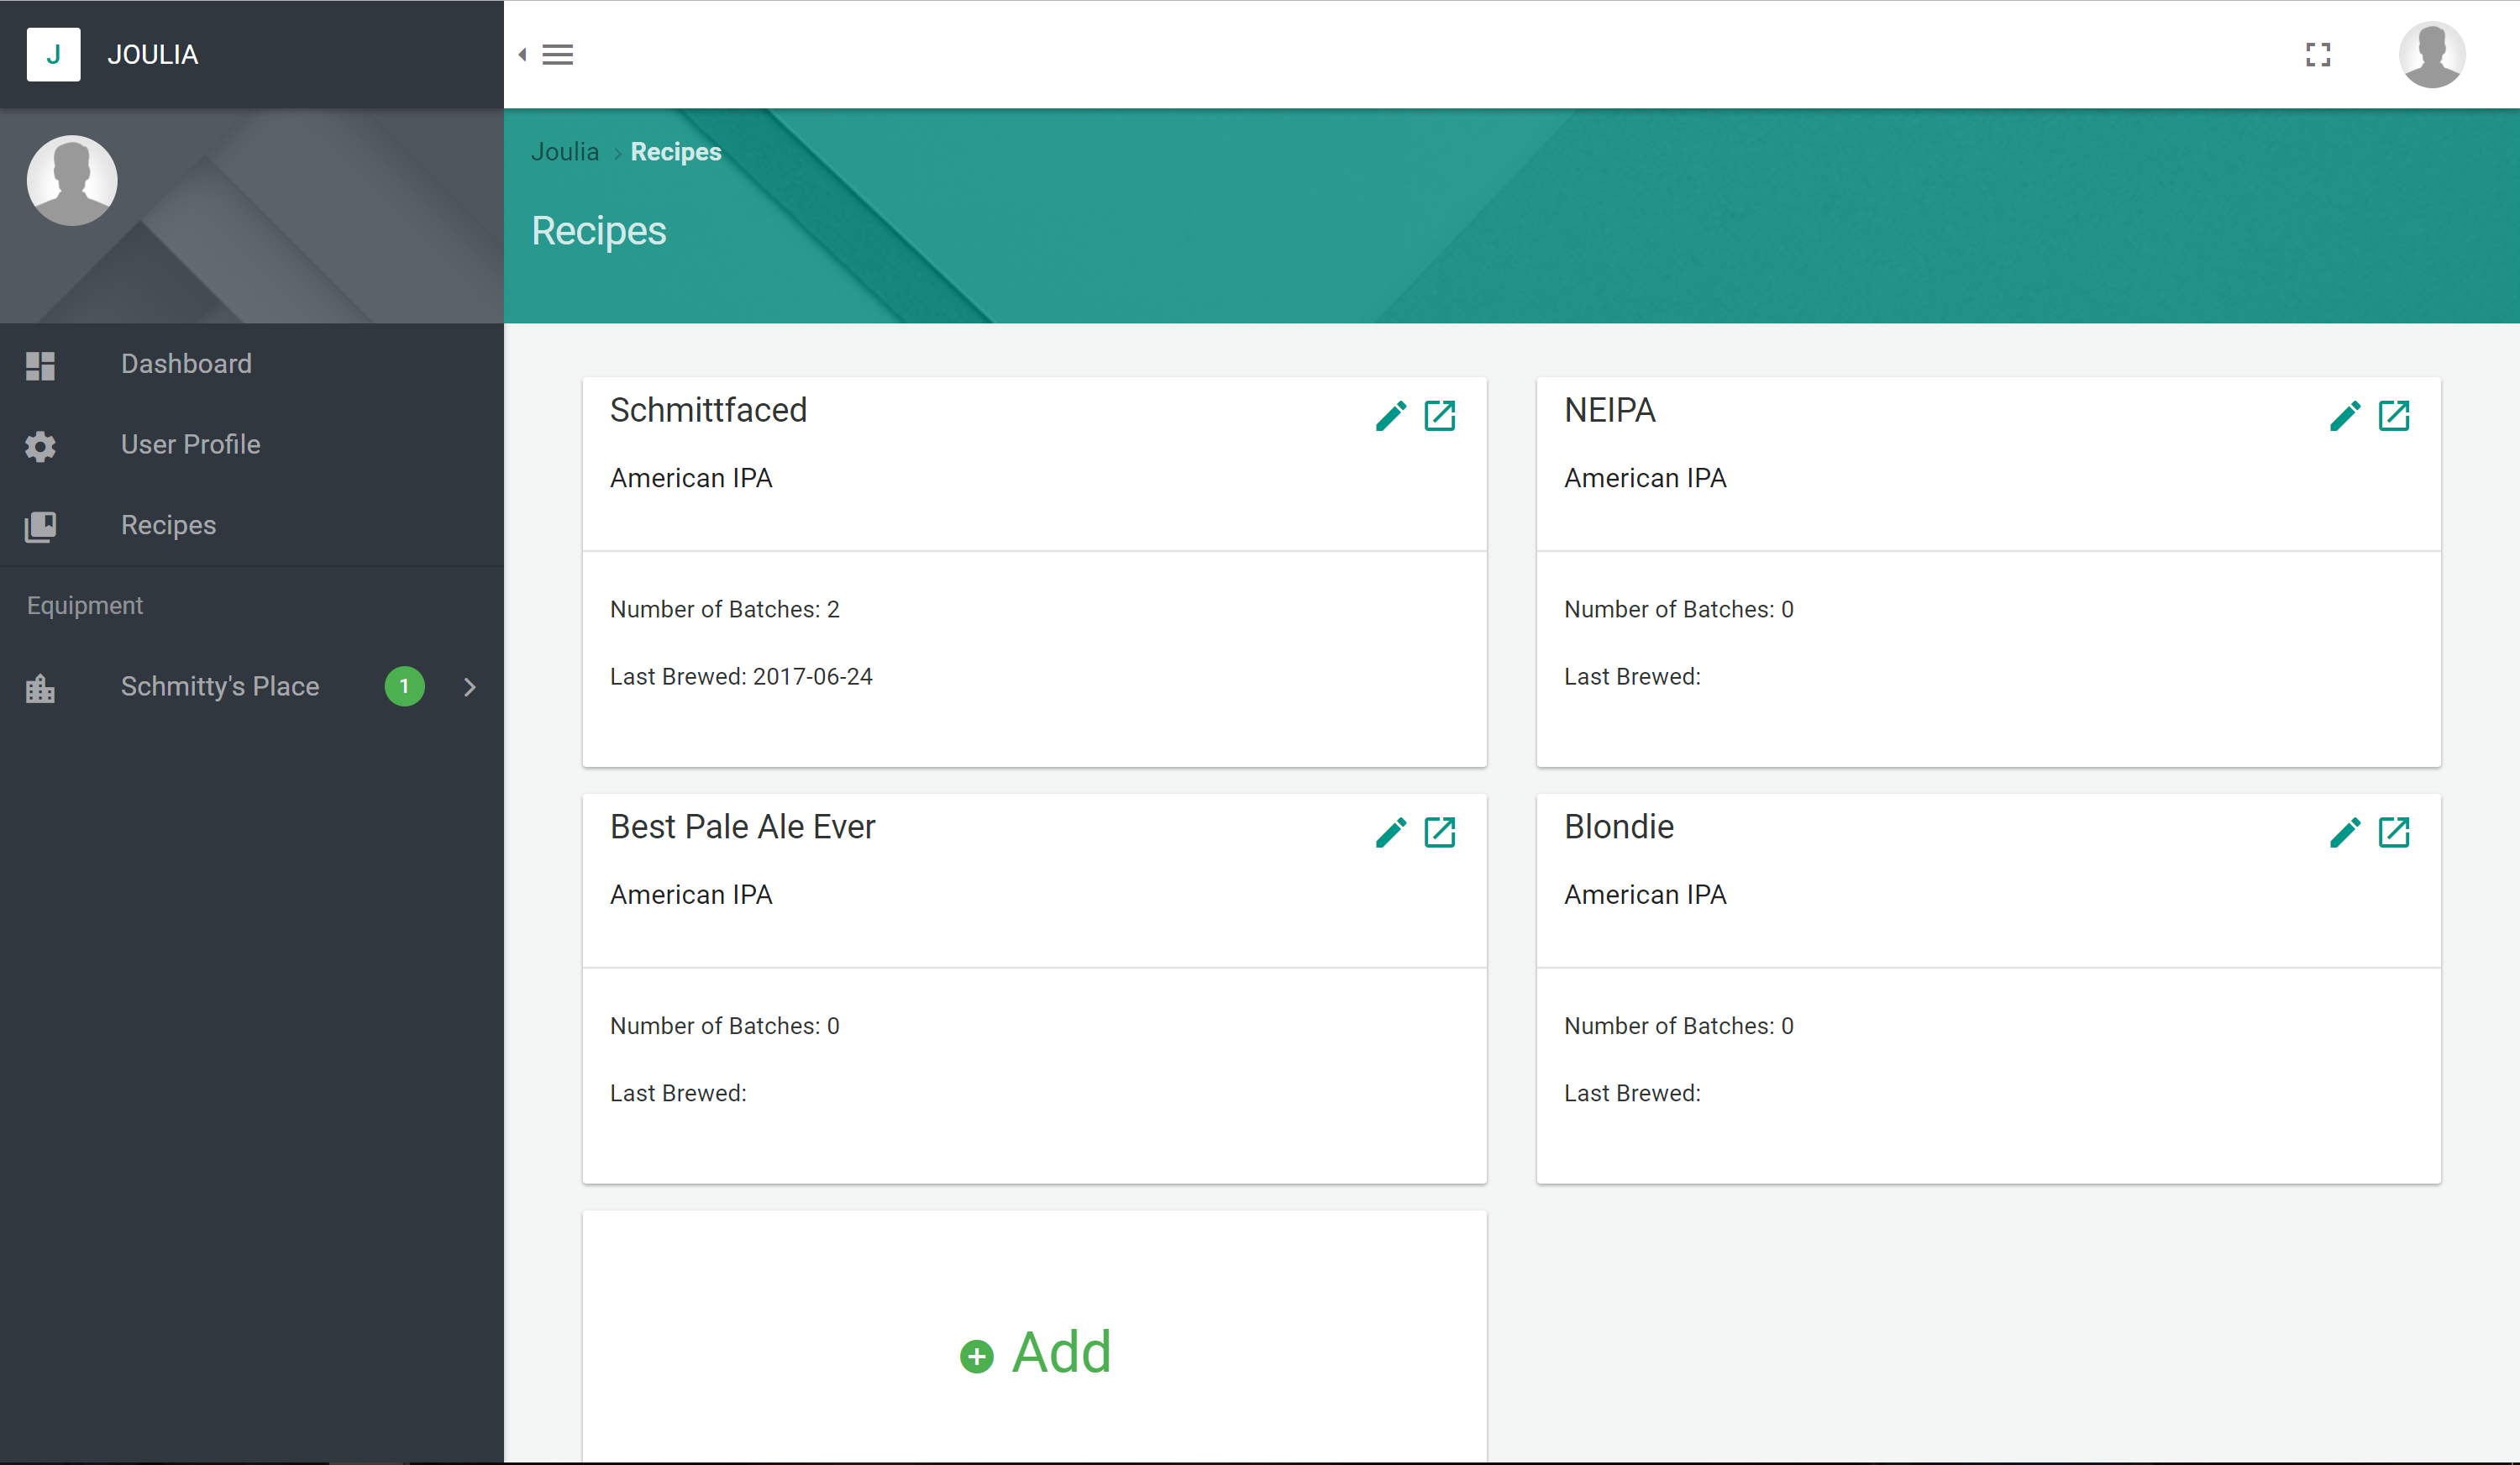 J JOULIA
Dashboard
User Profile
Recipes
Equipment
Schmitty's Place 1
Joulia › Recipes
Recipes
Schmittfaced
American IPA
Number of Batches: 2
Last Brewed: 2017-06-24
NEIPA
American IPA
Number of Batches: 0
Last Brewed:
Best Pale Ale Ever
American IPA
Number of Batches: 0
Last Brewed:
Blondie
American IPA
Number of Batches: 0
Last Brewed:
Add